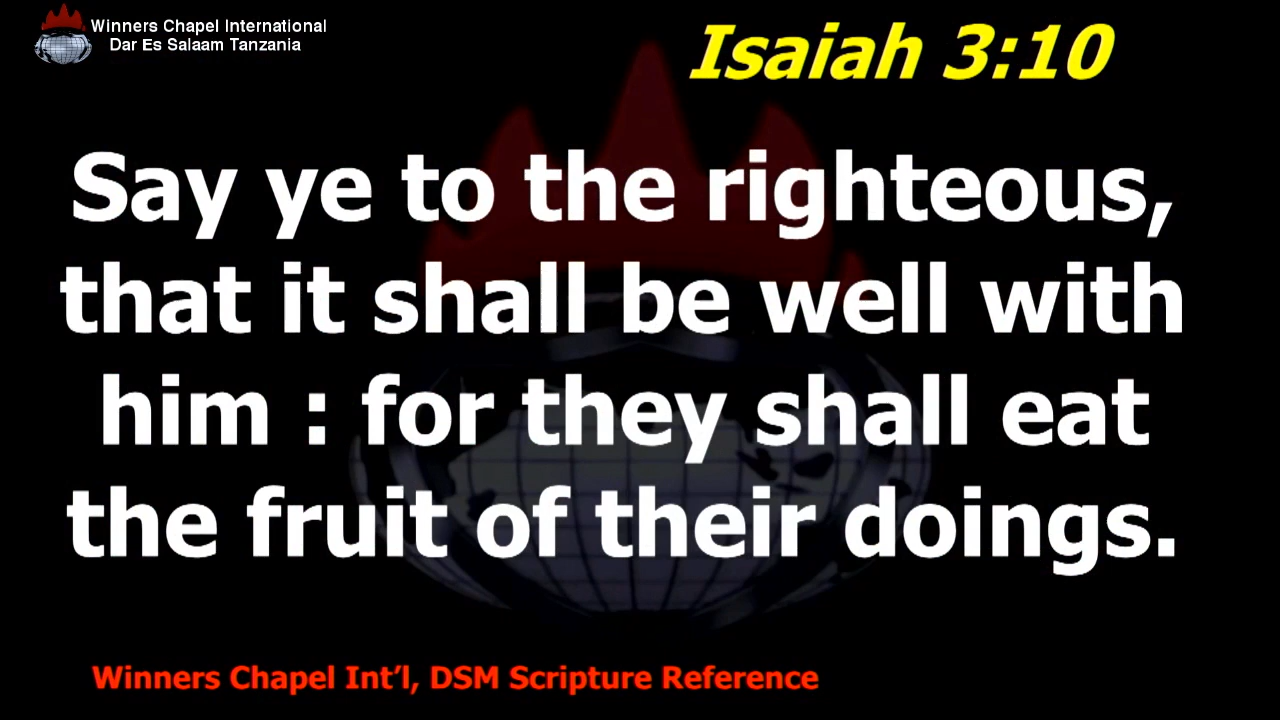 Winners Chapel International
Dar Es Salaam Tanzania
Isaiah 3:10
Say ye to the righteous,
that it shall be well with
him : for they shall eat
the fruit of their doings.
Winners Chapel Int’l, DSM Scripture Reference